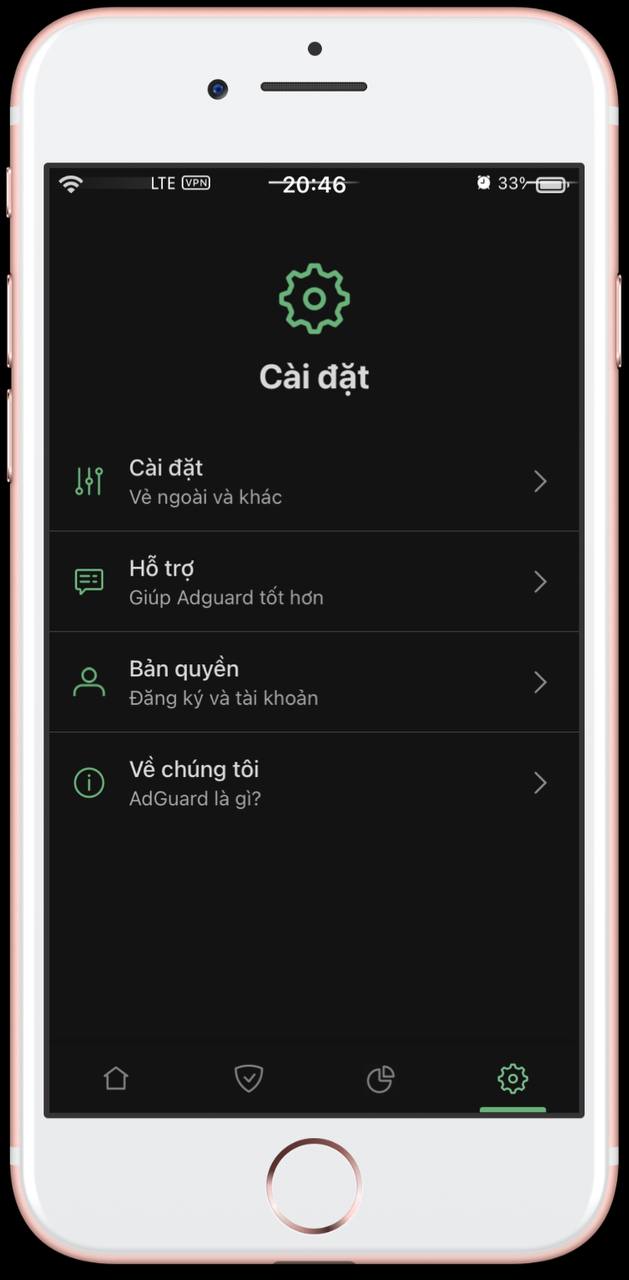 LTE VPN 20:46 33%
Cài đặt
Cài đặt
Vẻ ngoài và khác
Hỗ trợ
Giúp Adguard tốt hơn
Bản quyền
Đăng ký và tài khoản
Về chúng tôi
AdGuard là gì?